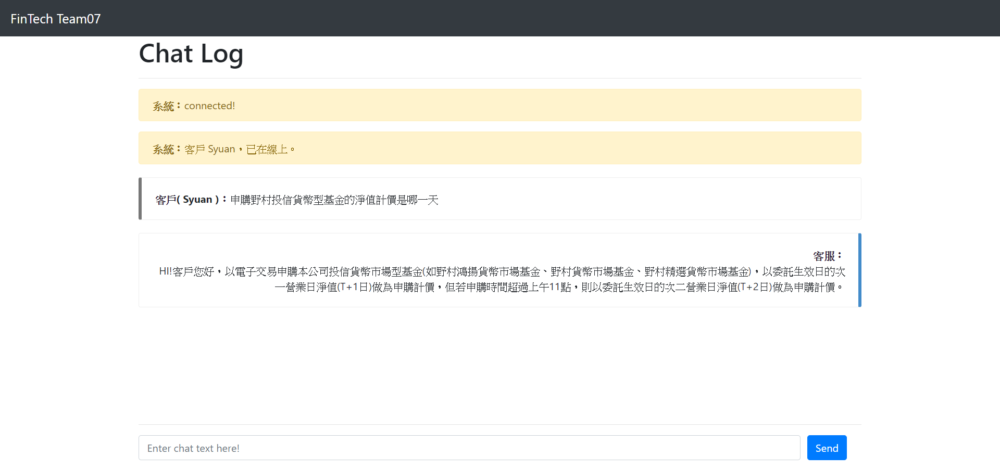 FinTech Team07
Chat Log
系統：connected!
系統：客戶 Syuan，已在線上。
客戶( Syuan )：申購野村投信貨幣型基金的淨值計價是哪一天
客服：
HI!客戶您好，以電子交易申購本公司投信貨幣市場型基金(如野村鴻揚貨幣市場基金、野村貨幣市場基金、野村精選貨幣市場基金)，以委託生效日的次
一營業日淨值(T+1日)做為申購計價，但若申購時間超過上午11點，則以委託生效日的次二營業日淨值(T+2日)做為申購計價。
Enter chat text here!
Send